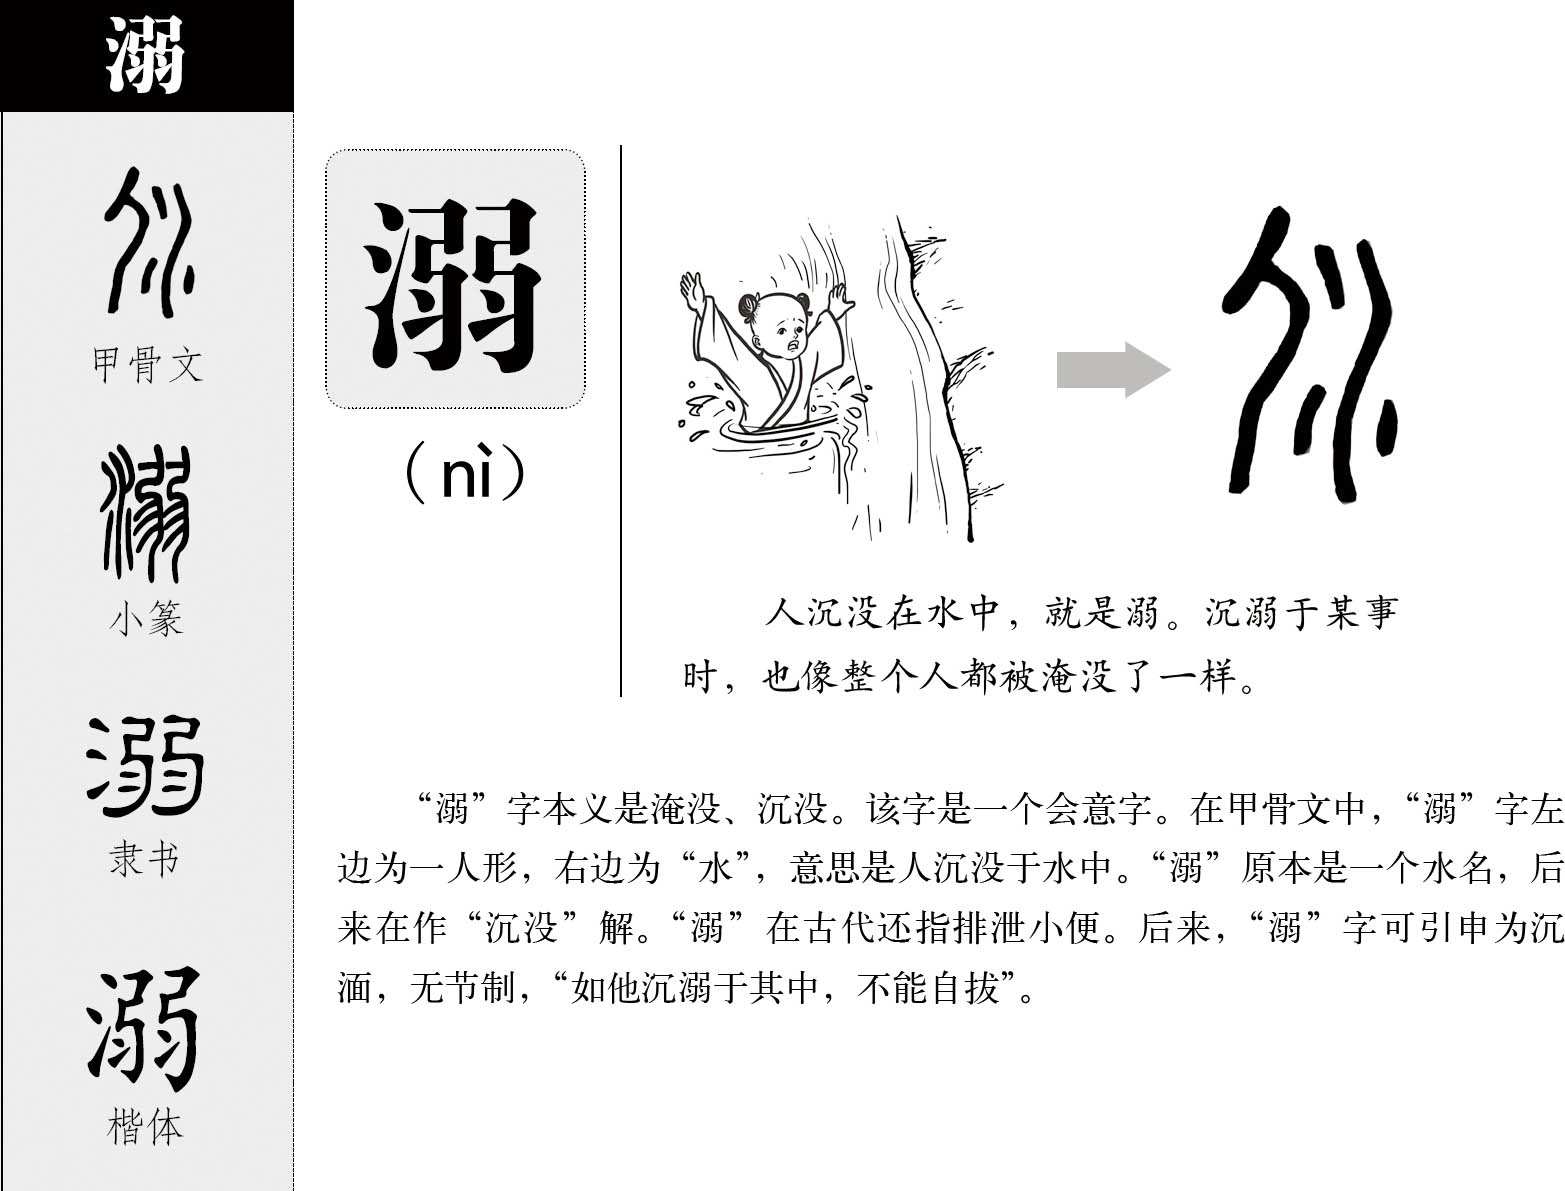 溺
甲骨文
溺
小篆
溺
隶书
溺
楷体
溺
（nì）
人沉没在水中，就是溺。沉溺于某事
时，也像整个人都被淹没了一样。
“溺”字本义是淹没、沉没。该字是一个会意字。在甲骨文中，“溺”字左
边为一人形，右边为“水”，意思是人沉没于水中。“溺”原本是一个水名，后
来在作“沉没”解。“溺”在古代还指排泄小便。后来，“溺”字可引申为沉
湎，无节制，“如他沉溺于其中，不能自拔”。